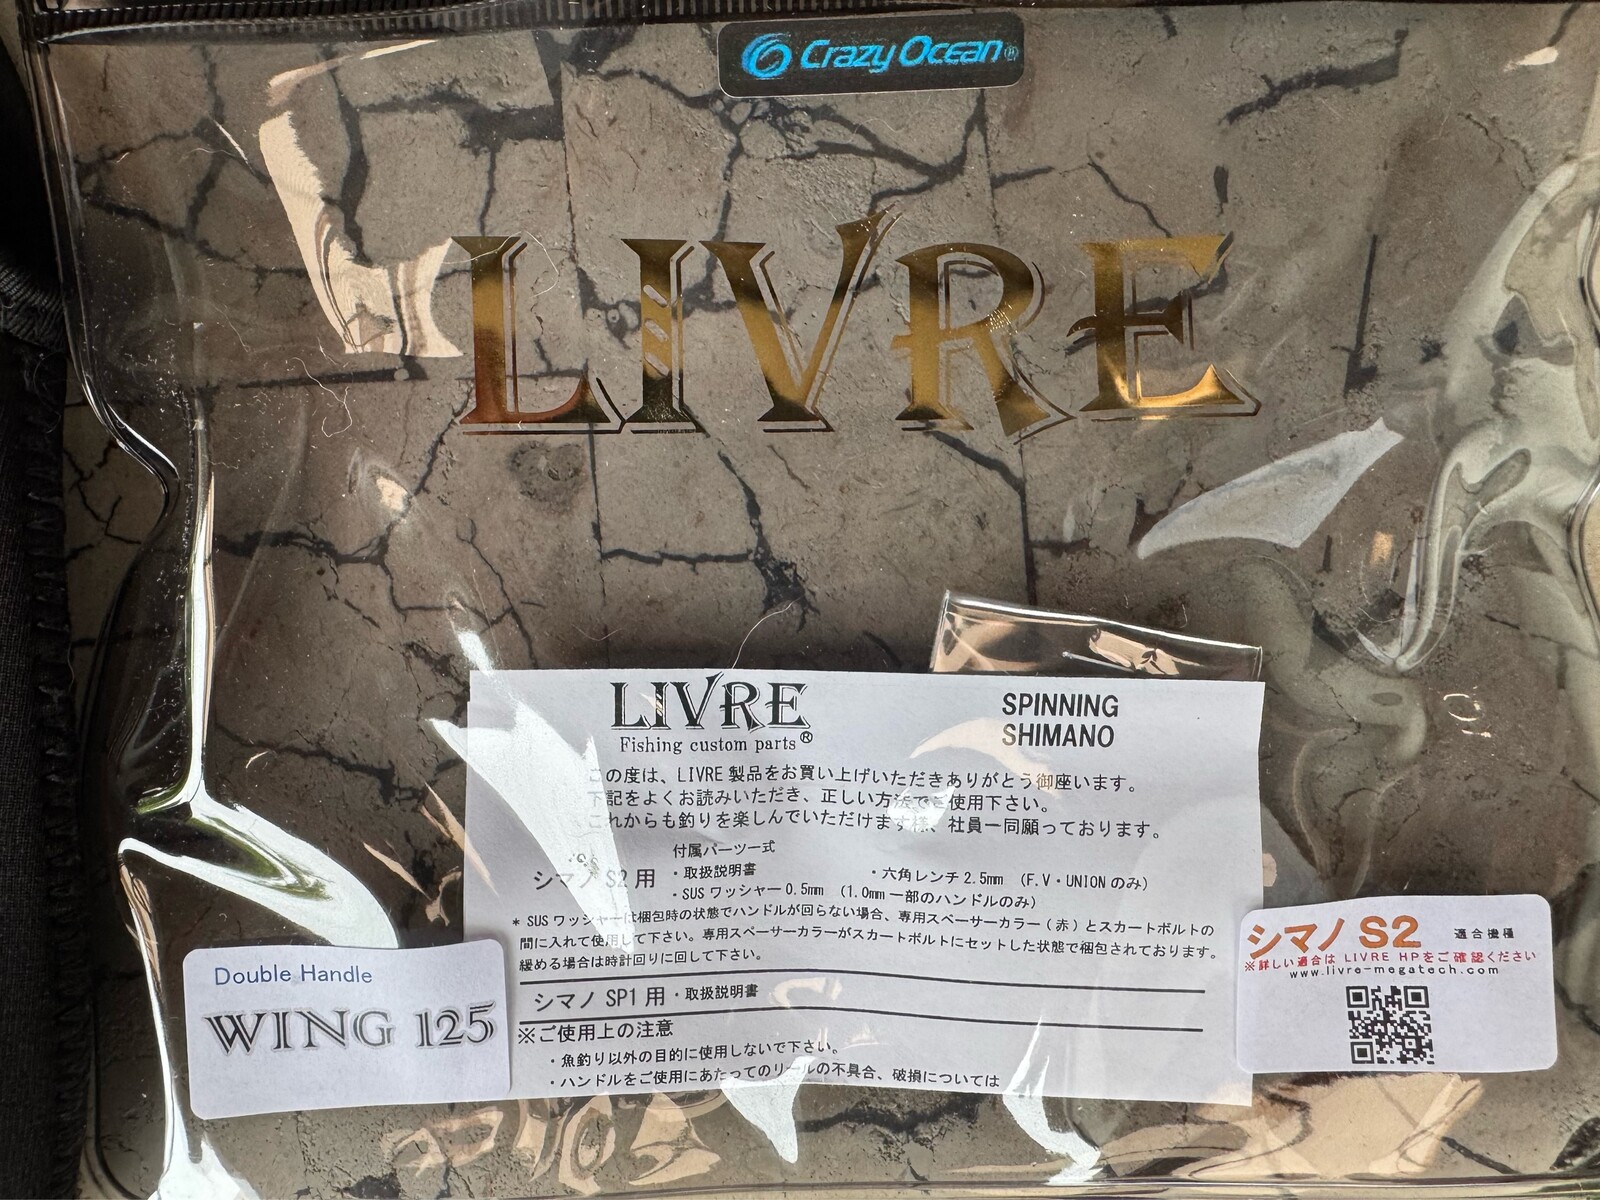 Crazy Ocean®
LIVRE
LIVRE
Fishing custom parts®
SPINNING
SHIMANO
この度は、LIVRE 製品をお買い上げいただきありがとう御座います。
下記をよくお読みいただき、正しい方法でご使用下さい。
これからも釣りを楽しんでいただけます様、社員一同願っております。
付属パーツ一式
シマノ S2用
・取扱説明書
・六角レンチ2.5mm (F.V・UNIONのみ)
・SUS ワッシャー 0.5mm (1.0mm 一部のハンドルのみ)
* SUS ワッシャーは梱包時の状態でハンドルが回らない場合、専用スペーサーカラー(赤)とスカートボルトの
間に入れて使用して下さい。専用スペーサーカラーがスカートボルトにセットした状態で梱包されております。
緩める場合は時計回りに回して下さい。
シマノ SP1用・取扱説明書
※ご使用上の注意
・魚釣り以外の目的に使用しないで下さい。
・ハンドルをご使用にあたってのリールの不具合、破損については
Double Handle
WING 125
シマノ S2 適合機種
※詳しい適合は LIVRE HPをご確認ください
www.livre-megatech.com